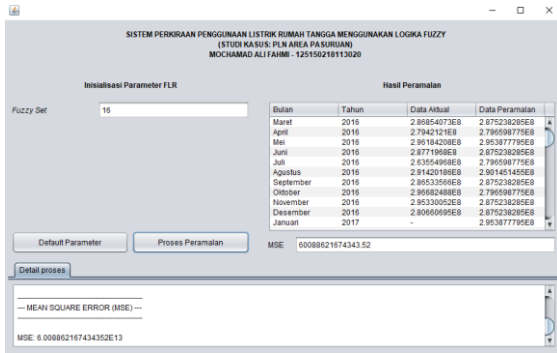 SISTEM PERKIRAAN PENGGUNAAN LISTRIK RUMAH TANGGA MENGGUNAKAN LOGIKA FUZZY
(STUDI KASUS: PLN AREA PASURUAN)
MOCHAMAD ALI FAHMI - 125150218113020
Inisialisasi Parameter FLR
Hasil Peramalan
Fuzzy Set 16
Bulan Tahun Data Aktual Data Peramalan
Maret 2016 2.86854073E8 2.875238285E8
April 2016 2.7942121E8 2.796598775E8
Mei 2016 2.96184208E8 2.953877795E8
Juni 2016 2.8771968E8 2.875238285E8
Juli 2016 2.63554968E8 2.796598775E8
Agustus 2016 2.91420186E8 2.901451455E8
September 2016 2.86533566E8 2.875238285E8
Oktober 2016 2.96682488E8 2.796598775E8
November 2016 2.95330052E8 2.875238285E8
Desember 2016 2.80660695E8 2.875238285E8
Januari 2017 - 2.953877795E8
Default Parameter Proses Peramalan MSE 60088621674343.52
Detail proses
--- MEAN SQUARE ERROR (MSE) ---
MSE: 6.008862167434352E13